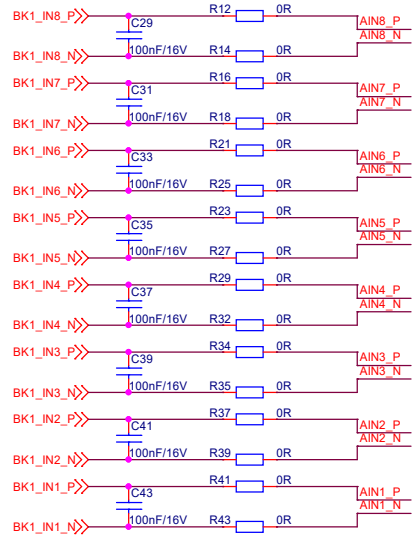 R12 0R
BK1_IN8_P C29 AIN8_P
AIN8_N
BK1_IN8_N 100nF/16V R14 0R
R16 0R
BK1_IN7_P C31 AIN7_P
AIN7_N
BK1_IN7_N 100nF/16V R18 0R
R21 0R
BK1_IN6_P C33 AIN6_P
AIN6_N
BK1_IN6_N 100nF/16V R25 0R
R23 0R
BK1_IN5_P C35 AIN5_P
AIN5_N
BK1_IN5_N 100nF/16V R27 0R
R29 0R
BK1_IN4_P C37 AIN4_P
AIN4_N
BK1_IN4_N 100nF/16V R32 0R
R34 0R
BK1_IN3_P C39 AIN3_P
AIN3_N
BK1_IN3_N 100nF/16V R35 0R
R37 0R
BK1_IN2_P C41 AIN2_P
AIN2_N
BK1_IN2_N 100nF/16V R39 0R
R41 0R
BK1_IN1_P C43 AIN1_P
AIN1_N
BK1_IN1_N 100nF/16V R43 0R